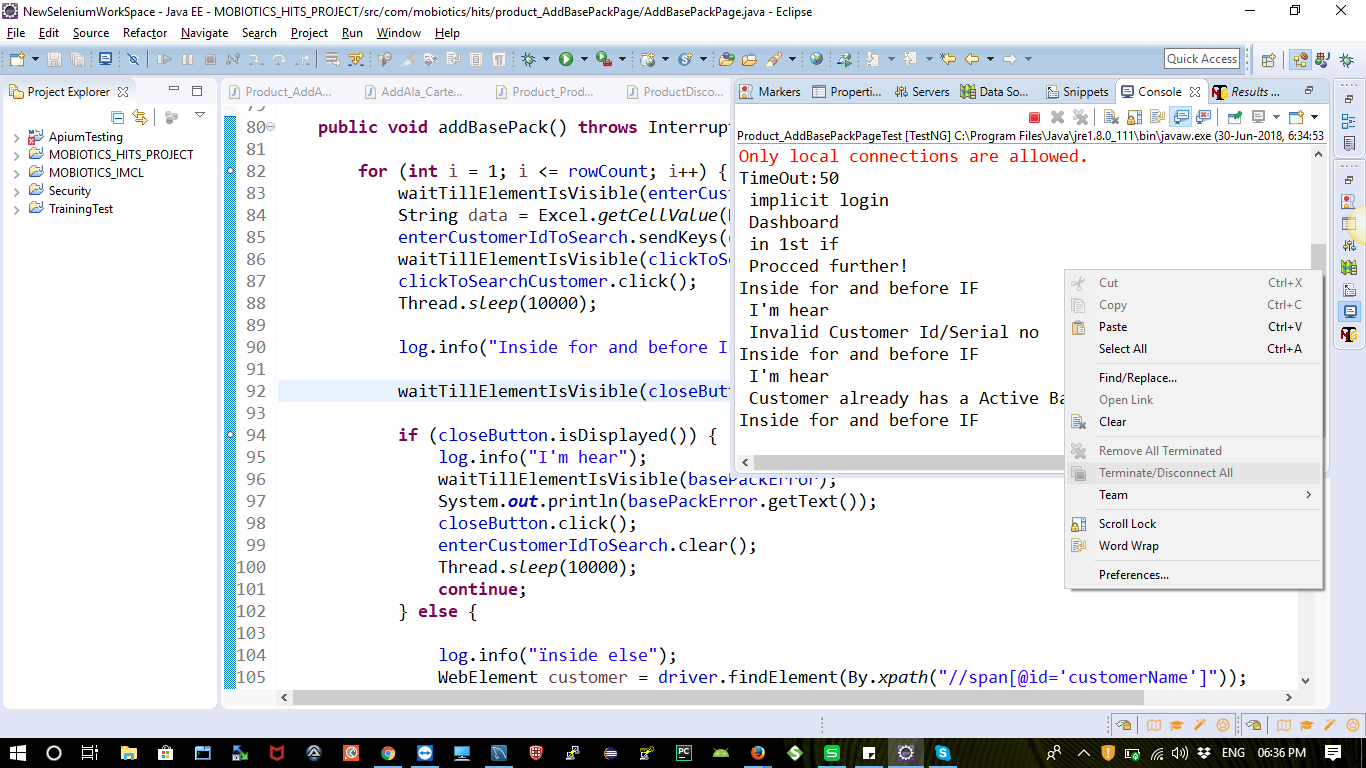 NewSeleniumWorkSpace - Java EE - MOBIOTICS_HITS_PROJECT/src/com/mobiotics/hits/product_AddBasePackPage/AddBasePackPage.java - Eclipse
File Edit Source Refactor Navigate Search Project Run Window Help
Quick Access
Project Explorer
ApiumTesting
MOBIOTICS_HITS_PROJECT
MOBIOTICS_IMCL
Security
TrainingTest
Product_AddA... AddAla_Carte... Product_Prod... ProductDisco...
79
80 public void addBasePack() throws Interrup
81
82 for (int i = 1; i <= rowCount; i++) {
83 waitTillElementIsVisible(enterCus
84 String data = Excel.getCellValue(
85 enterCustomerIdToSearch.sendKeys(
86 waitTillElementIsVisible(clickToS
87 clickToSearchCustomer.click();
88 Thread.sleep(10000);
89
90 log.info("Inside for and before I
91
92 waitTillElementIsVisible(closeButt
93
94 if (closeButton.isDisplayed()) {
95 log.info("I'm hear");
96 waitTillElementIsVisible(basePackError);
97 System.out.println(basePackError.getText());
98 closeButton.click();
99 enterCustomerIdToSearch.clear();
100 Thread.sleep(10000);
101 continue;
102 } else {
103
104 log.info("ïnside else");
105 WebElement customer = driver.findElement(By.xpath("//span[@id='customerName']"));
Markers Properti... Servers Data So... Snippets Console Results ...
Product_AddBasePackPageTest [TestNG] C:\Program Files\Java\jre1.8.0_111\bin\javaw.exe (30-Jun-2018, 6:34:53
Only local connections are allowed.
TimeOut:50
implicit login
Dashboard
in 1st if
Procced further!
Inside for and before IF
I'm hear
Invalid Customer Id/Serial no
Inside for and before IF
I'm hear
Customer already has a Active Ba
Inside for and before IF
Cut Ctrl+X
Copy Ctrl+C
Paste Ctrl+V
Select All Ctrl+A
Find/Replace...
Open Link
Clear
Remove All Terminated
Terminate/Disconnect All
Team
Scroll Lock
Word Wrap
Preferences...
ENG 06:36 PM